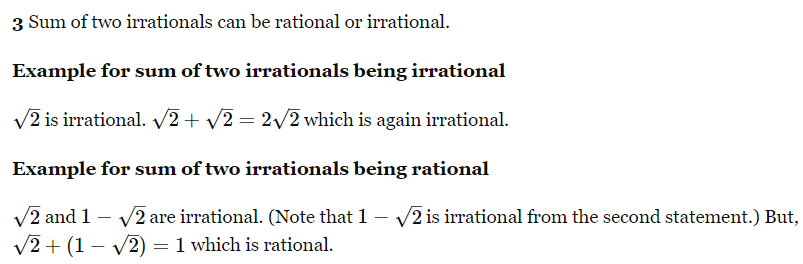 3 Sum of two irrationals can be rational or irrational.
Example for sum of two irrationals being irrational
√2 is irrational. √2 + √2 = 2√2 which is again irrational.
Example for sum of two irrationals being rational
√2 and 1 − √2 are irrational. (Note that 1 − √2 is irrational from the second statement.) But,
√2 + (1 − √2) = 1 which is rational.